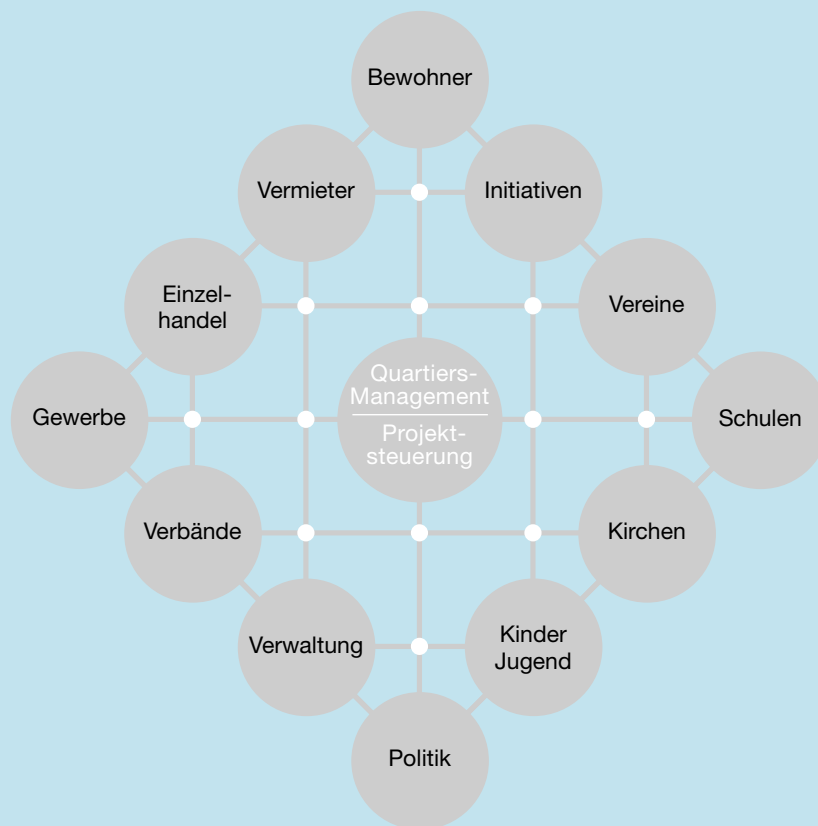 Bewohner
Vermieter
Initiativen
Einzel-
handel
Vereine
Quartiers-
Management
Projekt-
steuerung
Gewerbe
Schulen
Verbände
Kirchen
Verwaltung
Kinder
Jugend
Politik